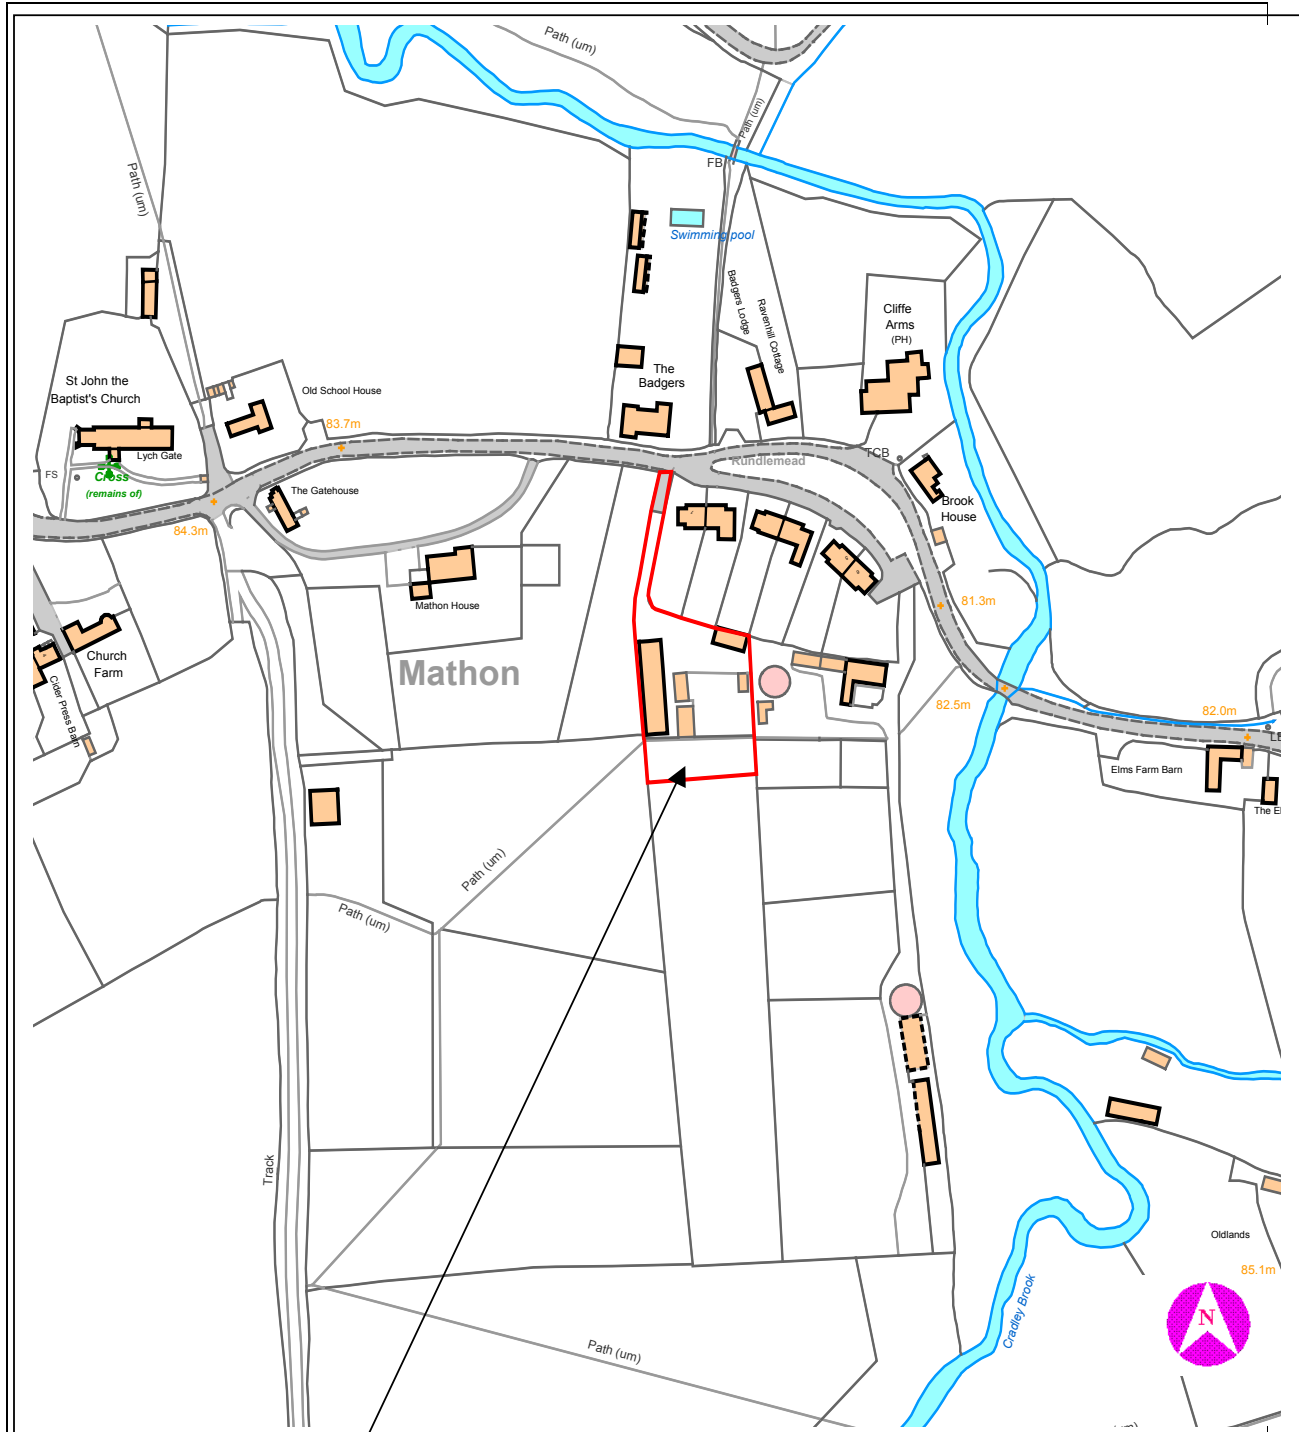 Path (um)
Path (um)
FB
Path (um)
Swimming pool
Badgers Lodge
Ravenhill Cottage
Cliffe
Arms
(PH)
The
Badgers
St John the
Baptist's Church
Old School House
83.7m
Lych Gate
FS
Cross
(remains of)
The Gatehouse
84.3m
Rundlemead
TCB
Brook
House
81.3m
Mathon House
Mathon
Church
Farm
Cider Press Barn
82.5m
82.0m
Elms Farm Barn
Path (um)
Path (um)
Track
Oldlands
85.1m
Cradley Brook
N
Path (um)